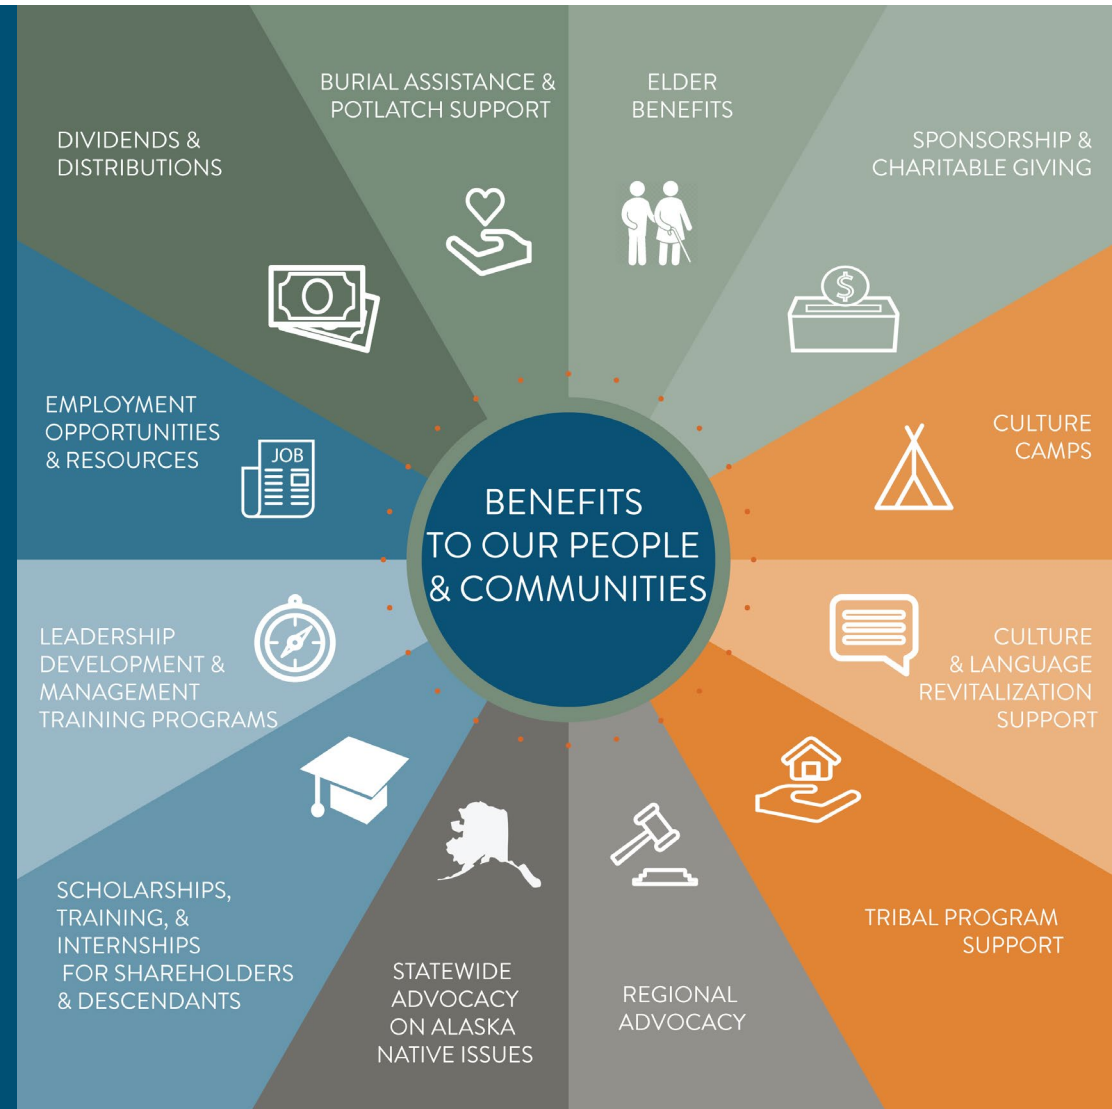 BURIAL ASSISTANCE &
POTLATCH SUPPORT
ELDER
BENEFITS
DIVIDENDS &
DISTRIBUTIONS
SPONSORSHIP &
CHARITABLE GIVING
$
EMPLOYMENT
OPPORTUNITIES
& RESOURCES
JOB
CULTURE
CAMPS
BENEFITS
TO OUR PEOPLE
& COMMUNITIES
LEADERSHIP
DEVELOPMENT &
MANAGEMENT
TRAINING PROGRAMS
CULTURE
& LANGUAGE
REVITALIZATION
SUPPORT
SCHOLARSHIPS,
TRAINING, &
INTERNSHIPS
FOR SHAREHOLDERS
& DESCENDANTS
STATEWIDE
ADVOCACY
ON ALASKA
NATIVE ISSUES
REGIONAL
ADVOCACY
TRIBAL PROGRAM
SUPPORT